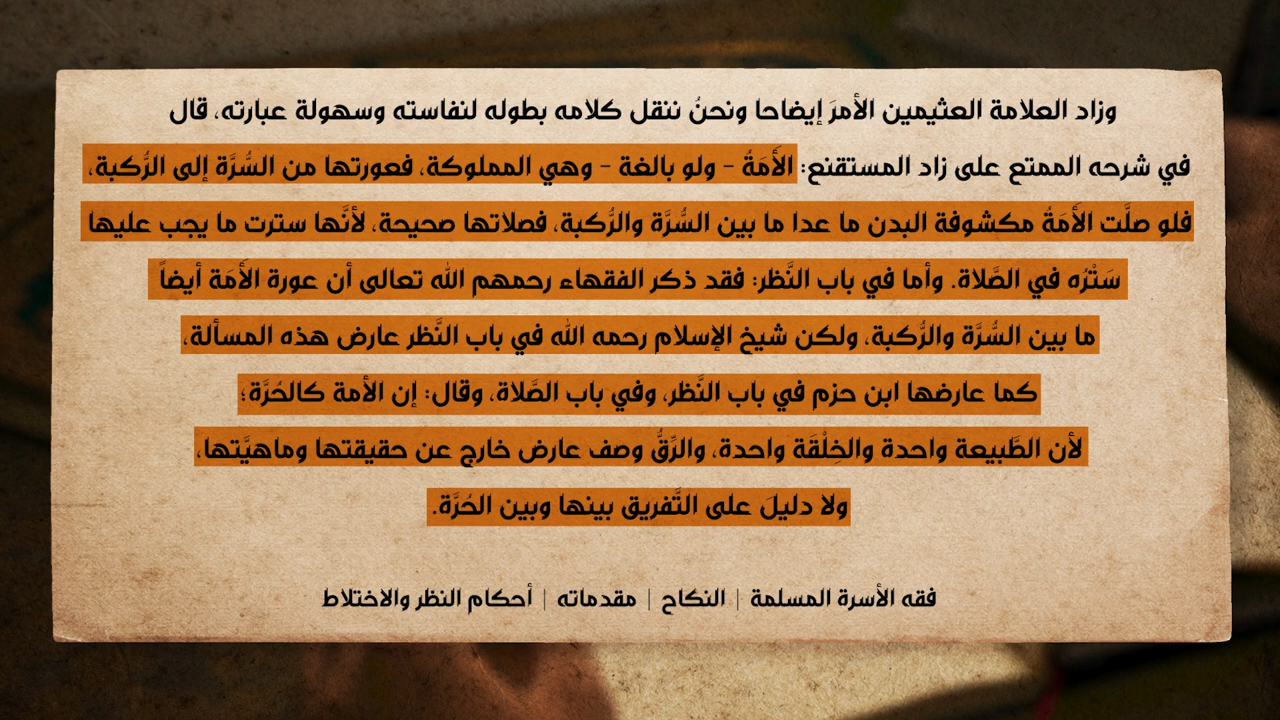 وزاد العلامة العثيمين الأمرَ إيضاحا ونحنُ ننقل كلامه بطوله لنفاسته وسهولة عبارته، قال
في شرحه الممتع على زاد المستقنع: الأَمَةُ - ولو بالغة - وهي المملوكة، فعورتها من السُّرَّة إلى الرُّكبة،
فلو صلَّت الأَمَةُ مكشوفة البدن ما عدا ما بين السُّرَّة والرُّكبة، فصلاتها صحيحة، لأنَّها سترت ما يجب عليها
سَتْرُه في الصَّلاة. وأما في باب النَّظر: فقد ذكر الفقهاء رحمهم الله تعالى أن عورة الأَمَة أيضاً
ما بين السُّرَّة والرُّكبة، ولكن شيخ الإسلام رحمه الله في باب النَّظر عارض هذه المسألة،
كما عارضها ابن حزم في باب النَّظر، وفي باب الصَّلاة، وقال: إن الأمة كالحُرَّة؛
لأن الطَّبيعة واحدة والخِلْقَة واحدة، والرِّقُّ وصف عارض خارج عن حقيقتها وماهيَّتها،
ولا دليلَ على التَّفريق بينها وبين الحُرَّة.
فقه الأسرة المسلمة | النكاح | مقدماته | أحكام النظر والاختلاط